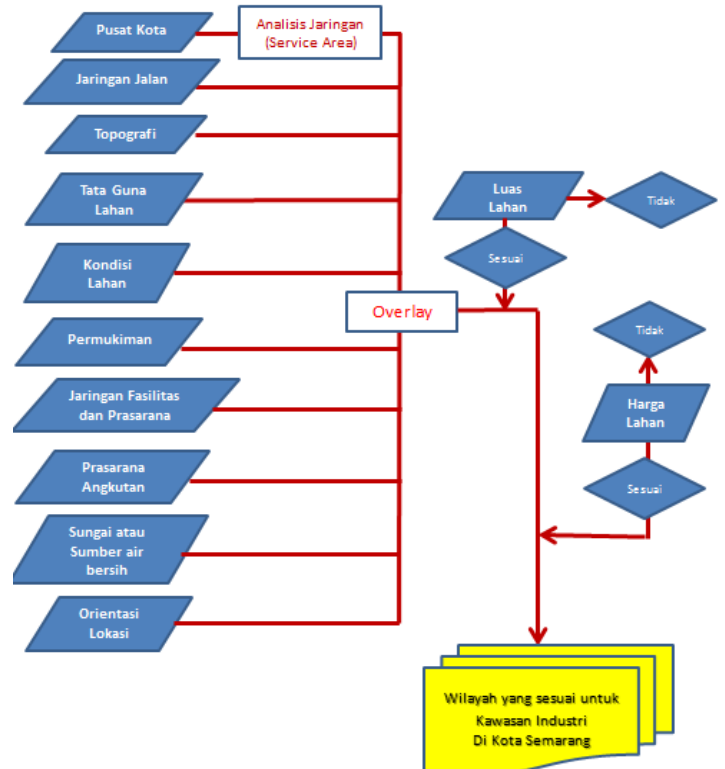 Pusat Kota
Analisis Jaringan
(Service Area)
Jaringan Jalan
Topografi
Tata Guna
Lahan
Kondisi
Lahan
Permukiman
Jaringan Fasilitas
dan Prasarana
Prasarana
Angkutan
Sungai atau
Sumber air
bersih
Orientasi
Lokasi
Overlay
Luas
Lahan
Tidak
Sesuai
Tidak
Harga
Lahan
Sesuai
Wilayah yang sesuai untuk
Kawasan Industri
Di Kota Semarang